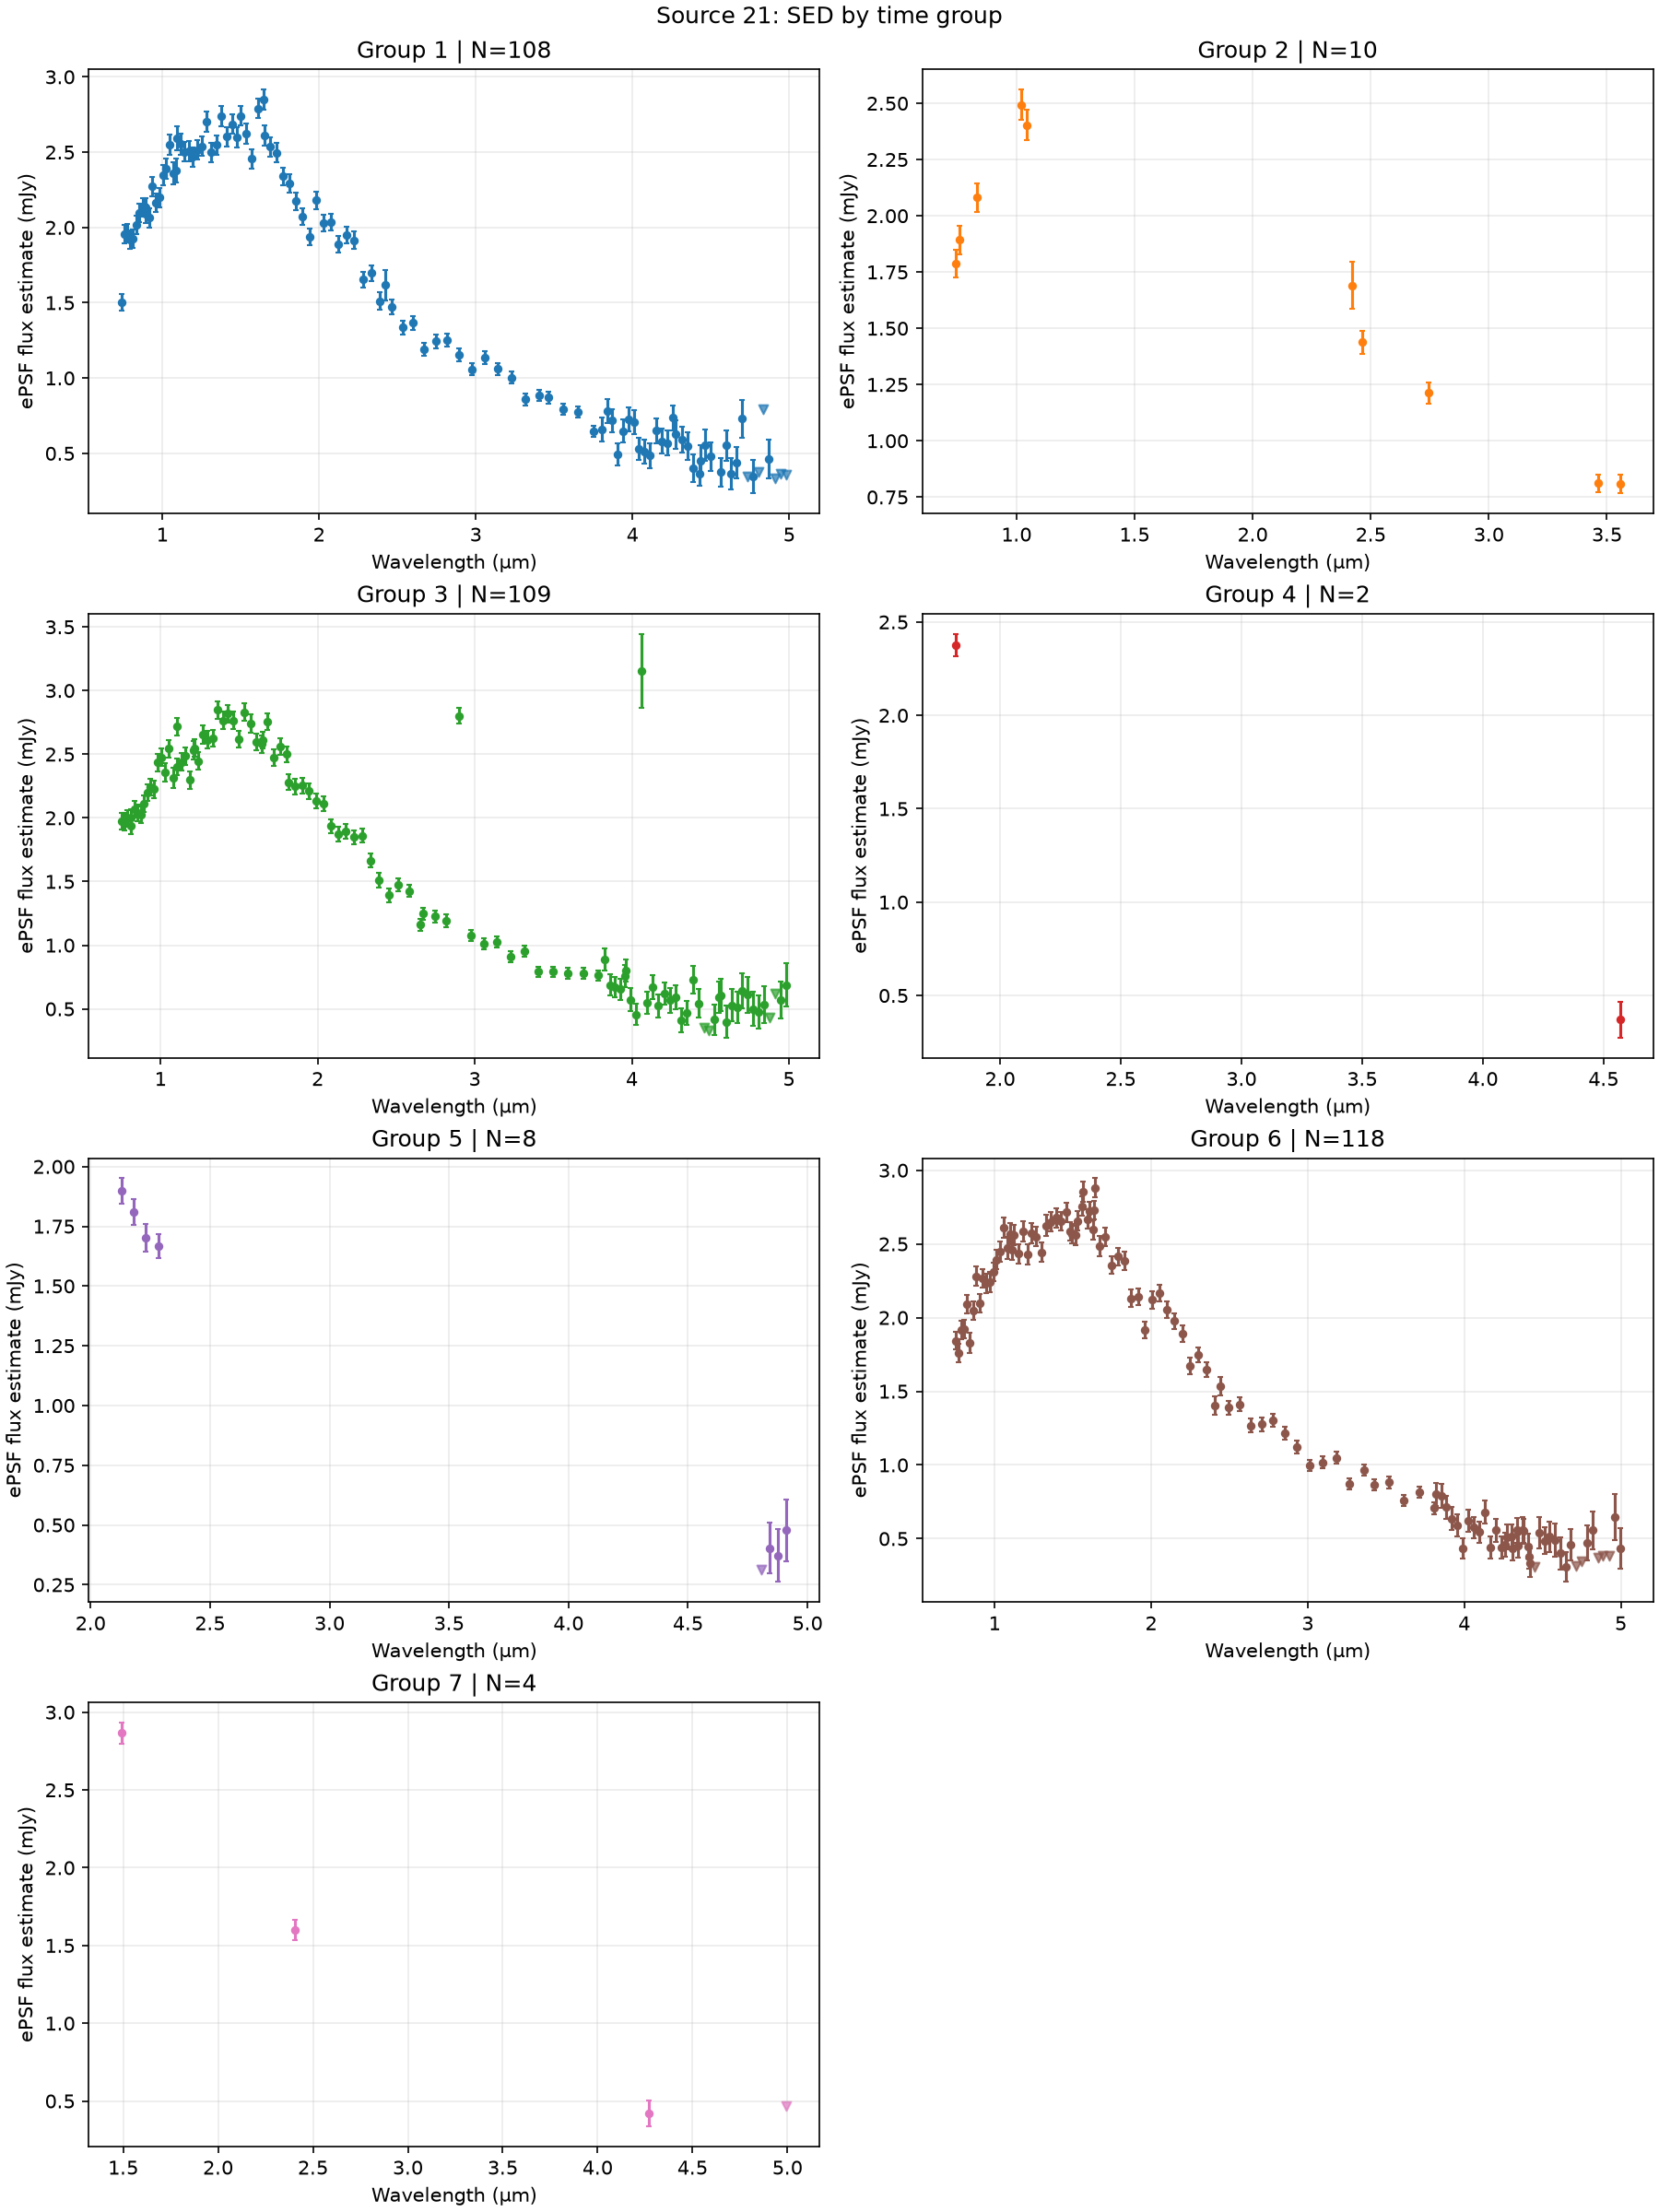 Source 21: SED by time group
Group 1 | N=108
3.0
2.5
2.0
1.5
1.0
0.5
ePSF flux estimate (mJy)
1 2 3 4 5
Wavelength (µm)
Group 2 | N=10
2.50
2.25
2.00
1.75
1.50
1.25
1.00
0.75
ePSF flux estimate (mJy)
1.0 1.5 2.0 2.5 3.0 3.5
Wavelength (µm)
Group 3 | N=109
3.5
3.0
2.5
2.0
1.5
1.0
0.5
ePSF flux estimate (mJy)
1 2 3 4 5
Wavelength (µm)
Group 4 | N=2
2.5
2.0
1.5
1.0
0.5
ePSF flux estimate (mJy)
2.0 2.5 3.0 3.5 4.0 4.5
Wavelength (µm)
Group 5 | N=8
2.00
1.75
1.50
1.25
1.00
0.75
0.50
0.25
ePSF flux estimate (mJy)
2.0 2.5 3.0 3.5 4.0 4.5 5.0
Wavelength (µm)
Group 6 | N=118
3.0
2.5
2.0
1.5
1.0
0.5
ePSF flux estimate (mJy)
1 2 3 4 5
Wavelength (µm)
Group 7 | N=4
3.0
2.5
2.0
1.5
1.0
0.5
ePSF flux estimate (mJy)
1.5 2.0 2.5 3.0 3.5 4.0 4.5 5.0
Wavelength (µm)